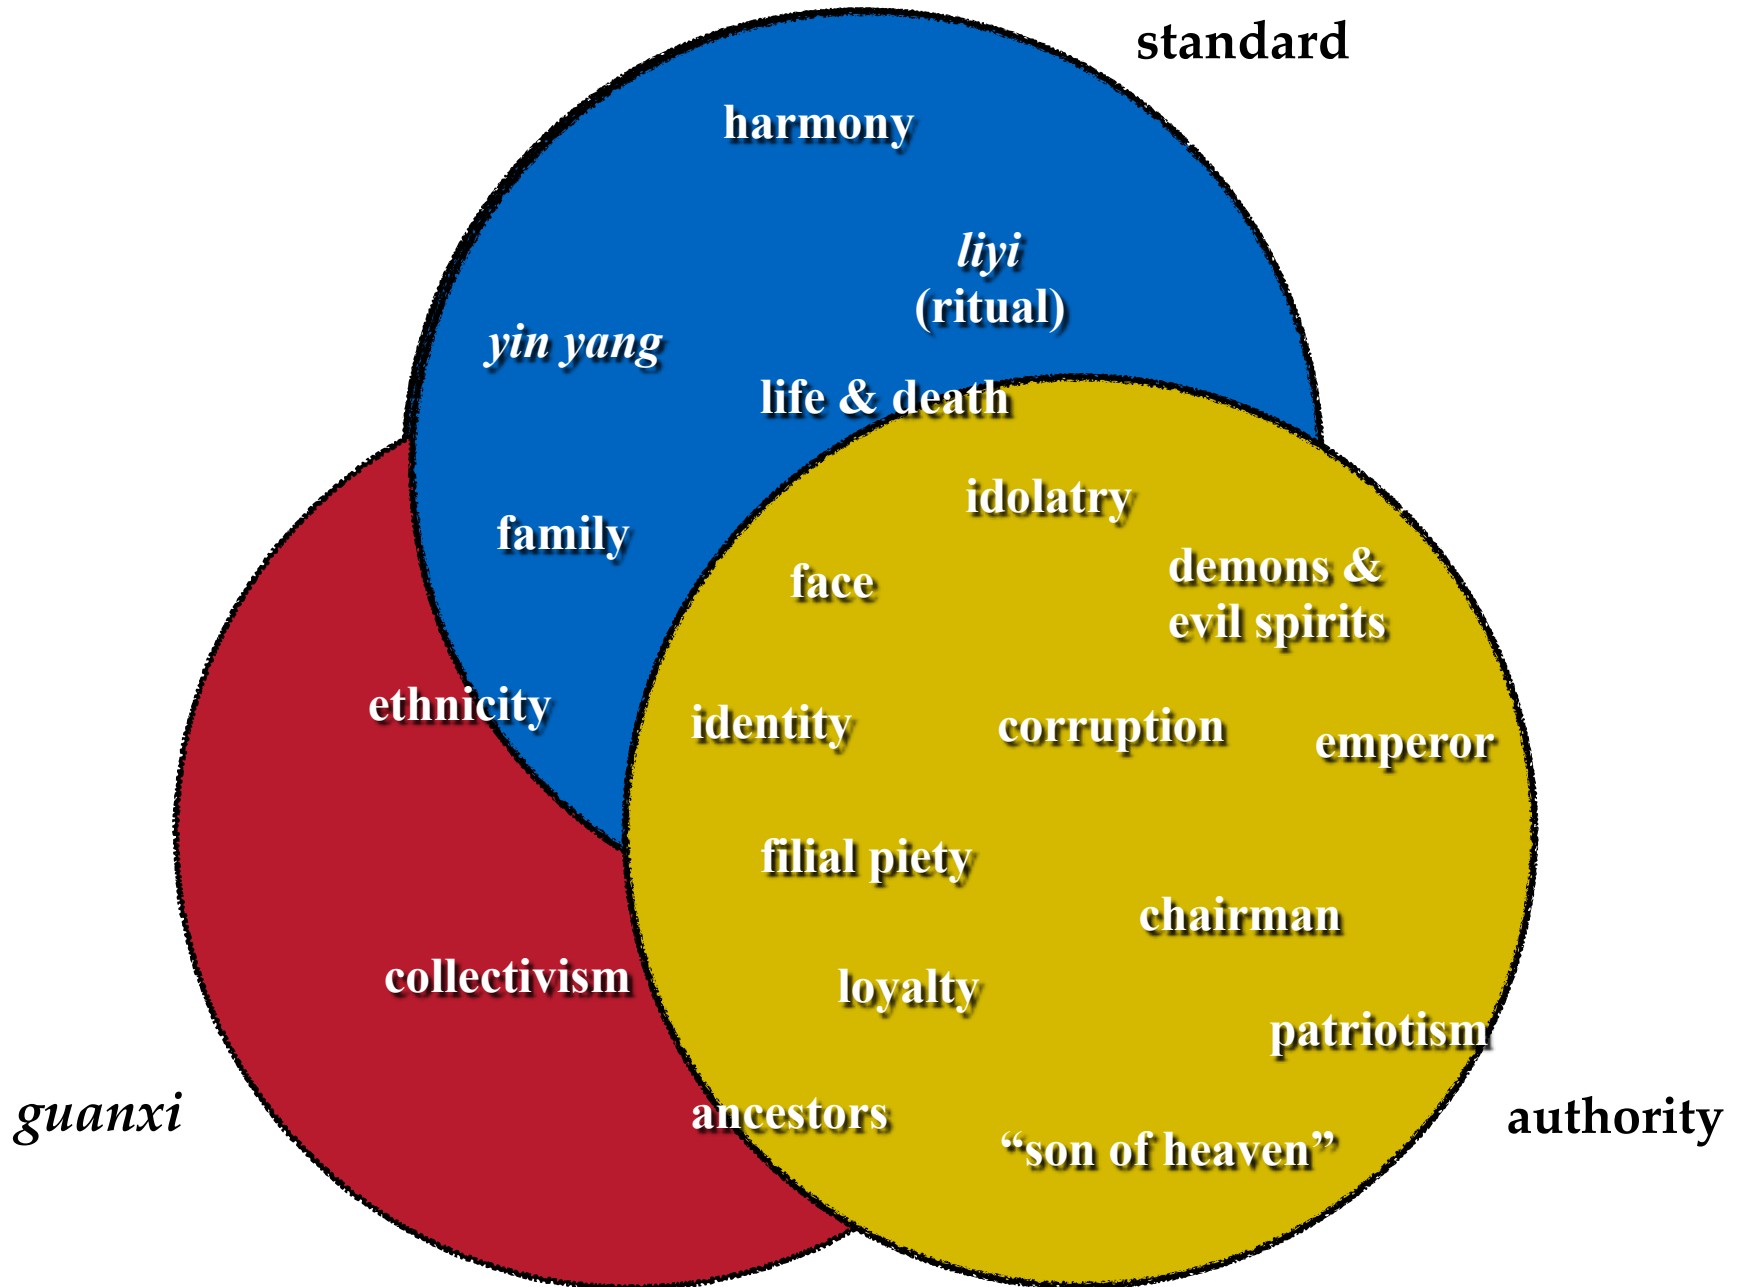 standard
harmony
liyi
(ritual)
yin yang
life & death
idolatry
family
face
demons &
evil spirits
ethnicity
identity
corruption
emperor
filial piety
chairman
collectivism
loyalty
patriotism
guanxi
ancestors
authority
“son of heaven”